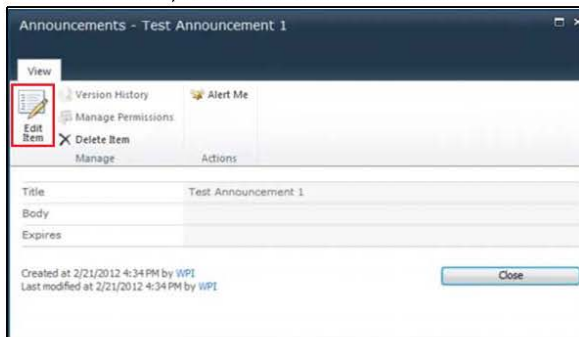 Announcements - Test Announcement 1
View
Version History
Alert Me
Manage Permissions
Edit
Item
Delete Item
Manage
Actions
Title
Test Announcement 1
Body
Expires
Created at 2/21/2012 4:34 PM by WPI
Close
Last modified at 2/21/2012 4:34 PM by WPI